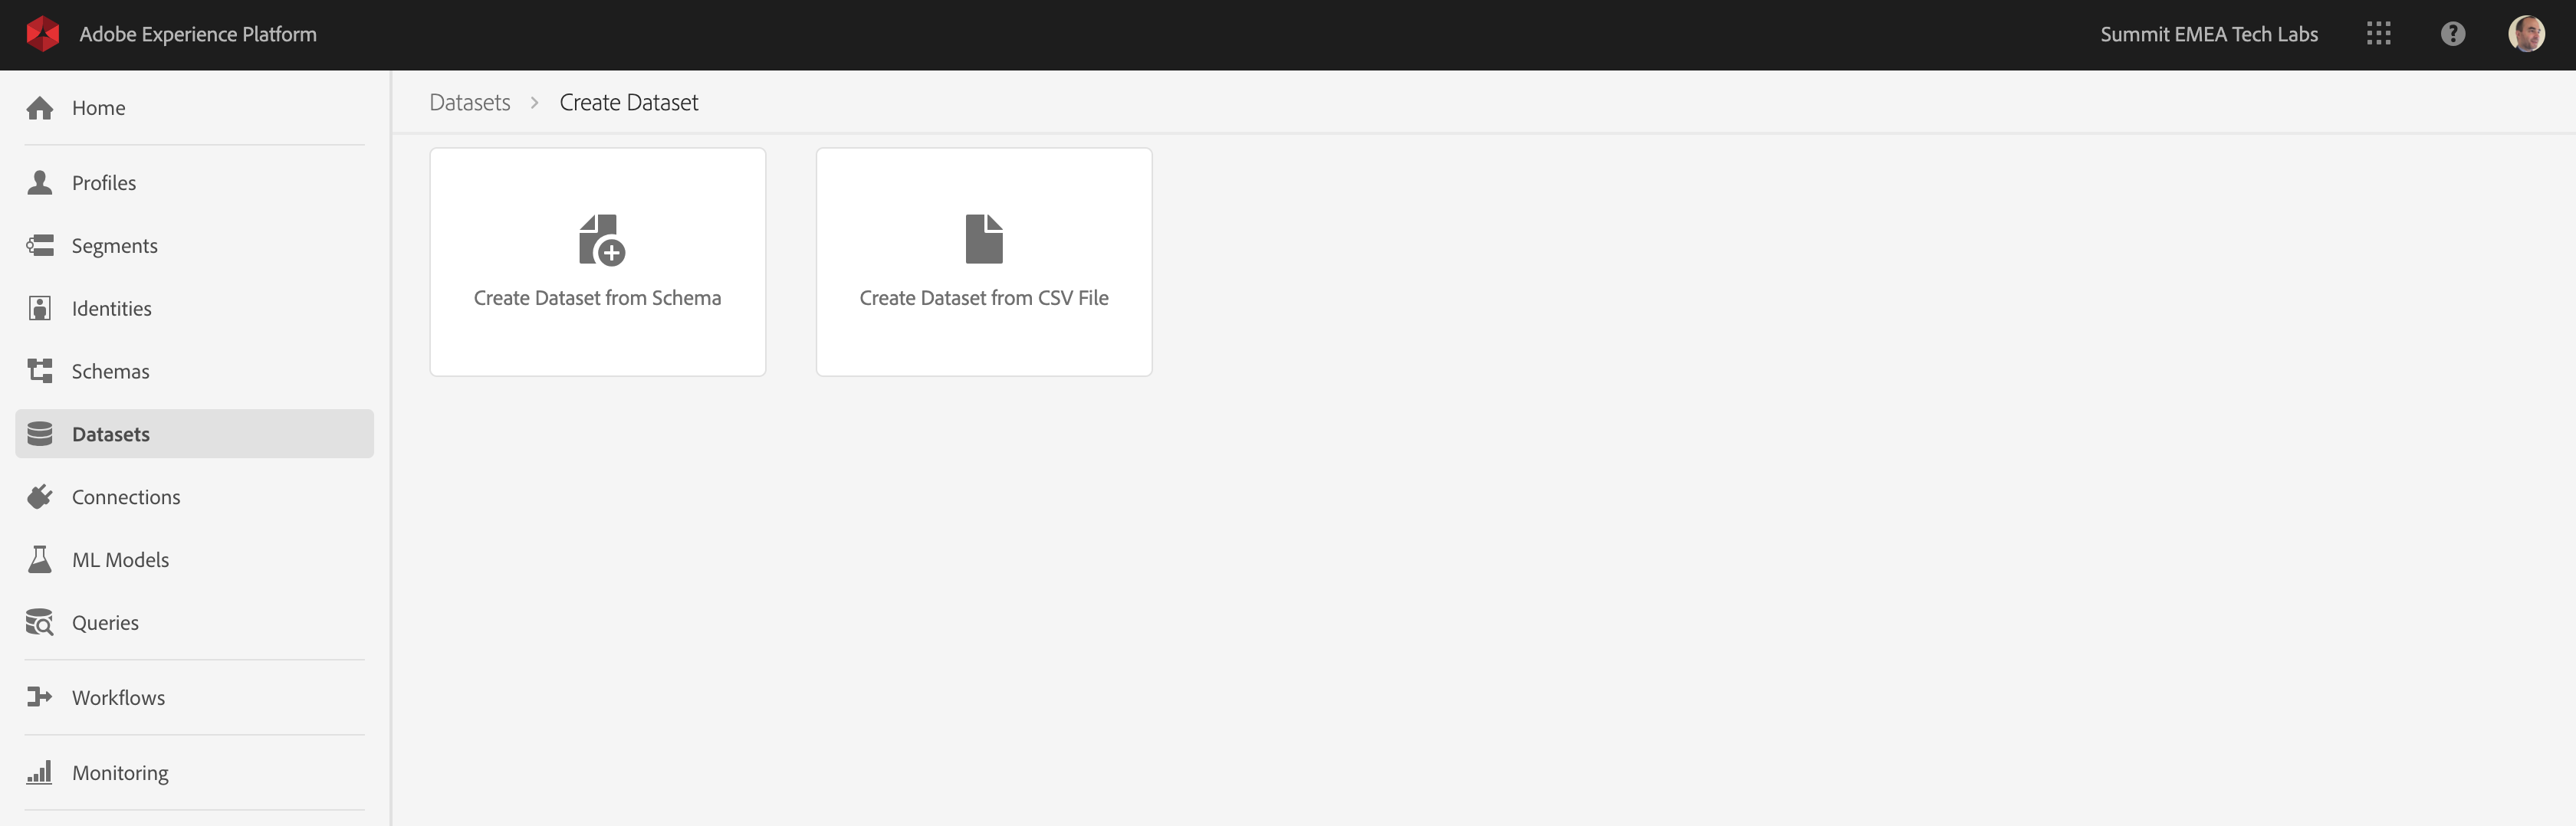 Adobe Experience Platform
Summit EMEA Tech Labs
Home
Profiles
Segments
Identities
Schemas
Datasets
Connections
ML Models
Queries
Workflows
Monitoring
Datasets > Create Dataset
Create Dataset from Schema
Create Dataset from CSV File